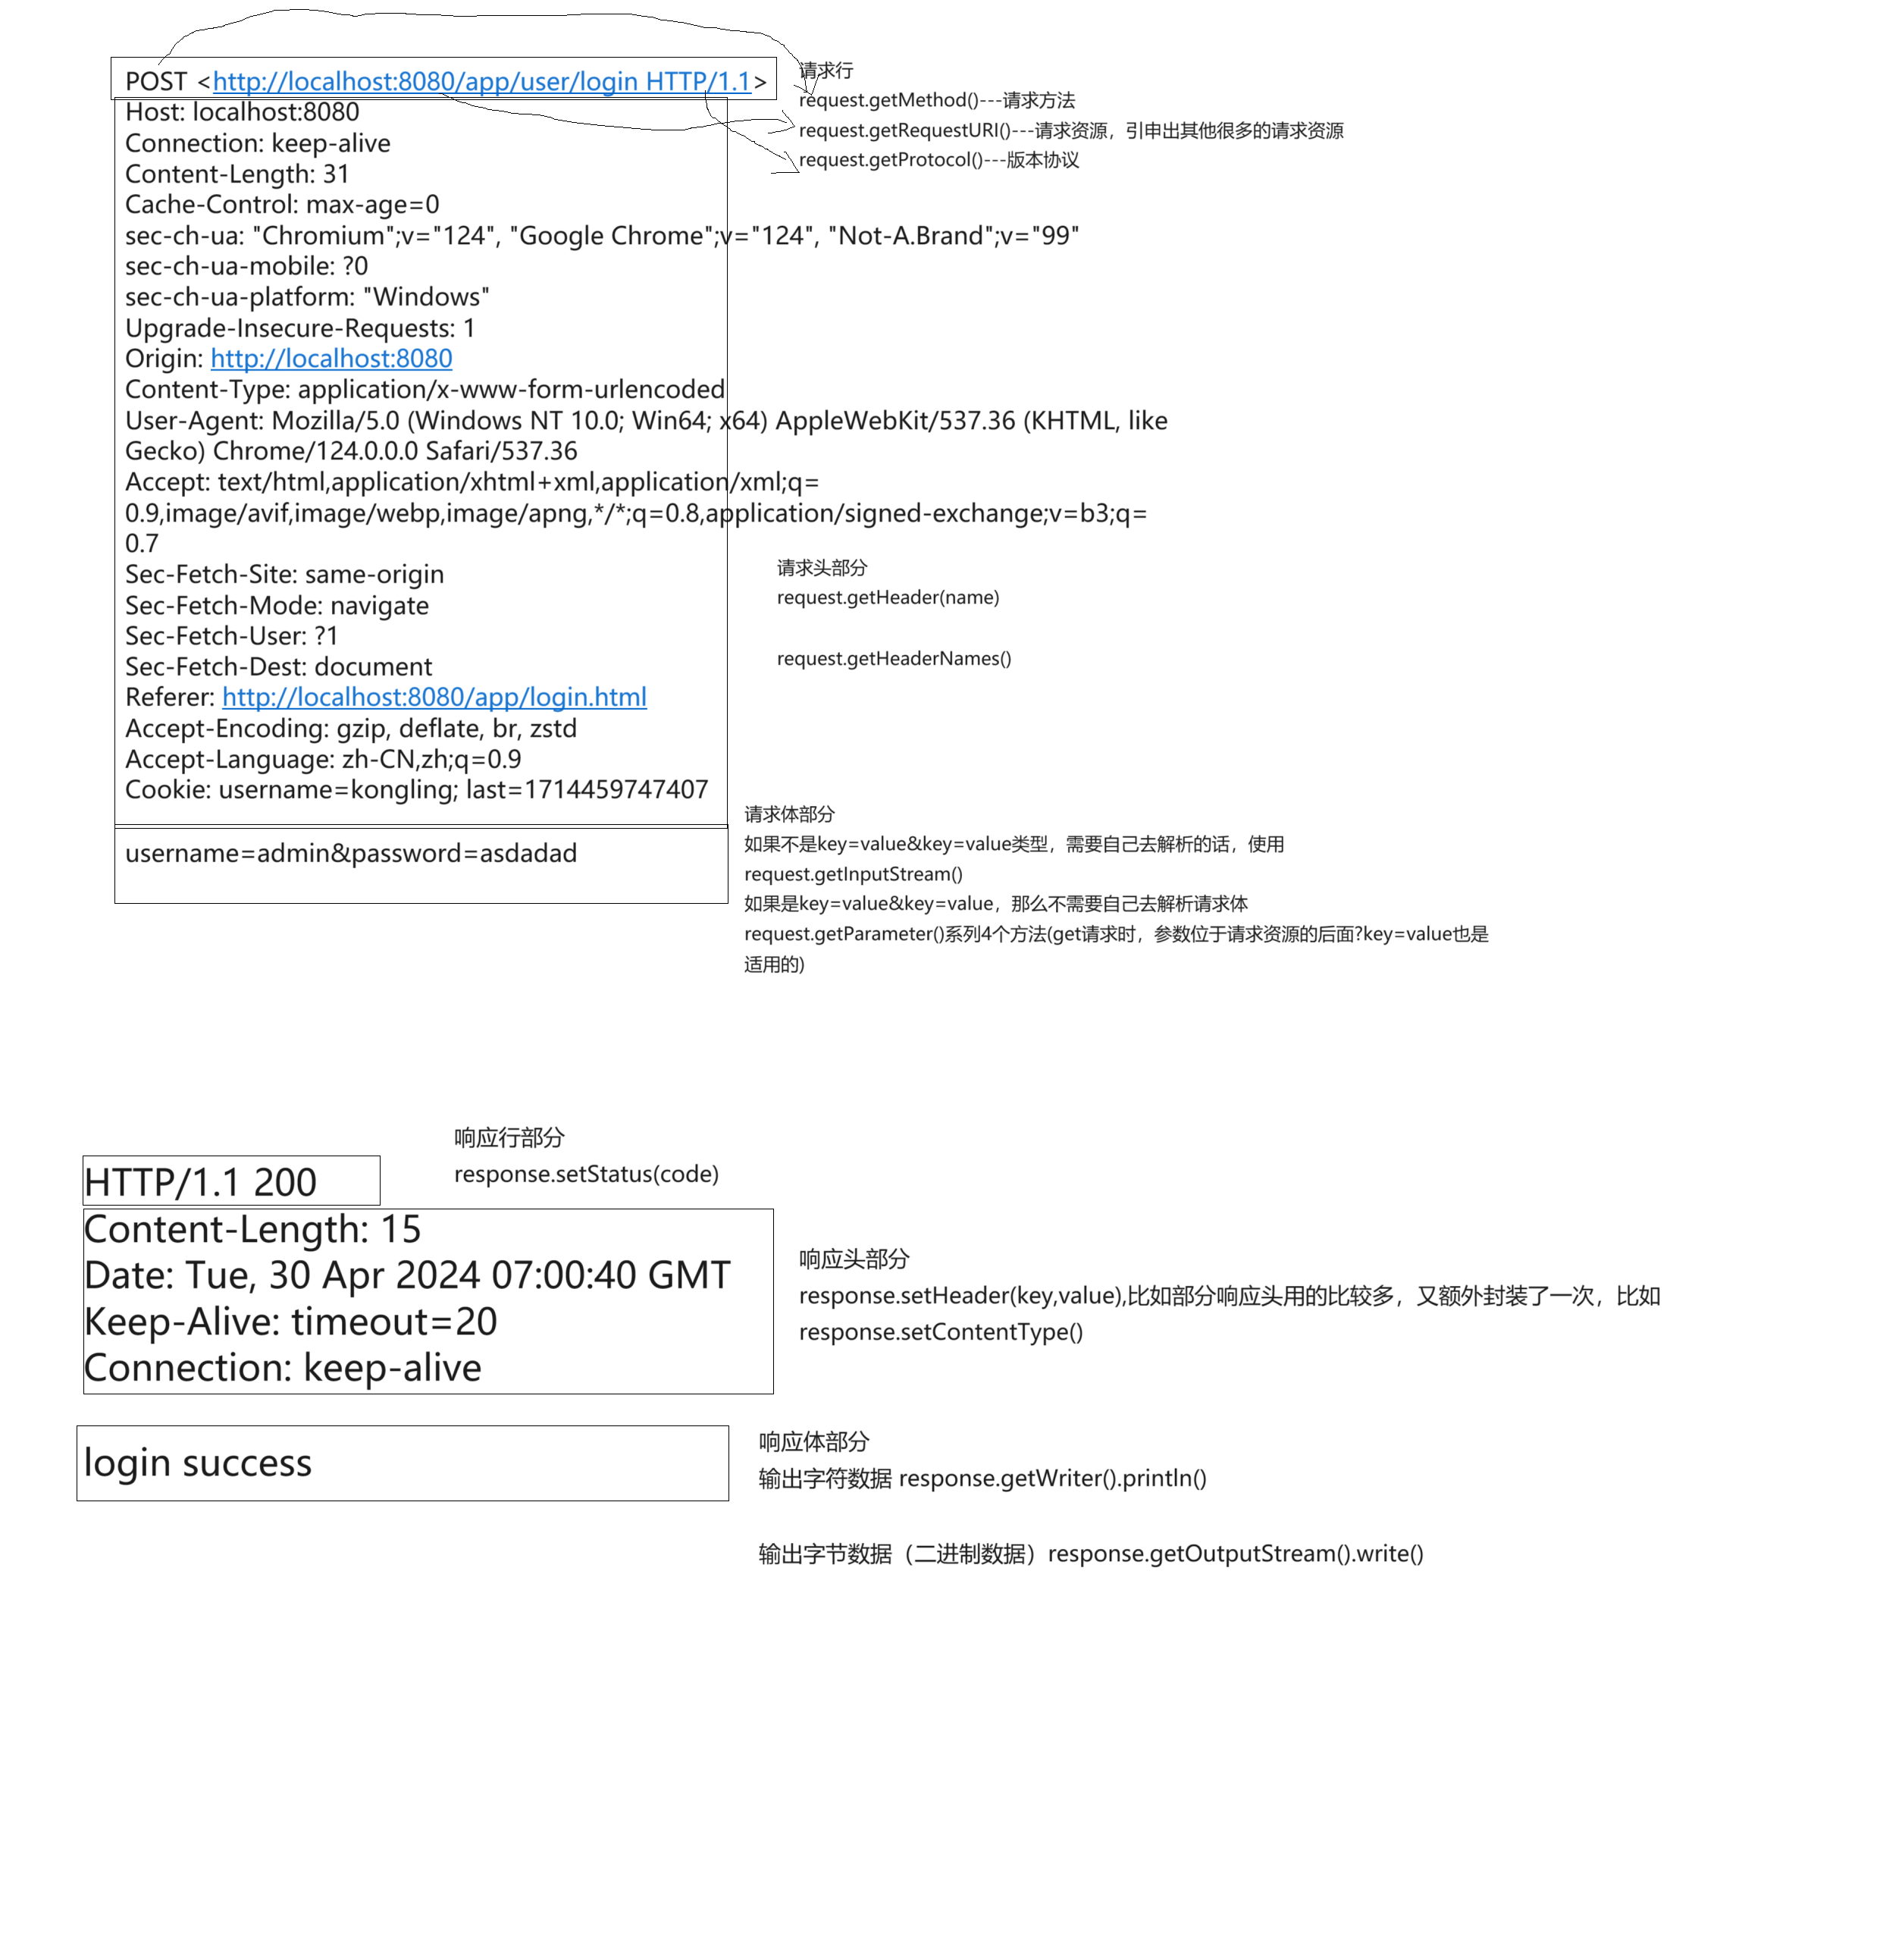 POST <http://localhost:8080/app/user/login HTTP/1.1>
Host: localhost:8080
Connection: keep-alive
Content-Length: 31
Cache-Control: max-age=0
sec-ch-ua: "Chromium";v="124", "Google Chrome";v="124", "Not-A.Brand";v="99"
sec-ch-ua-mobile: ?0
sec-ch-ua-platform: "Windows"
Upgrade-Insecure-Requests: 1
Origin: http://localhost:8080
Content-Type: application/x-www-form-urlencoded
User-Agent: Mozilla/5.0 (Windows NT 10.0; Win64; x64) AppleWebKit/537.36 (KHTML, like
Gecko) Chrome/124.0.0.0 Safari/537.36
Accept: text/html,application/xhtml+xml,application/xml;q=
0.9,image/avif,image/webp,image/apng,*/*;q=0.8,application/signed-exchange;v=b3;q=
0.7
Sec-Fetch-Site: same-origin
Sec-Fetch-Mode: navigate
Sec-Fetch-User: ?1
Sec-Fetch-Dest: document
Referer: http://localhost:8080/app/login.html
Accept-Encoding: gzip, deflate, br, zstd
Accept-Language: zh-CN,zh;q=0.9
Cookie: username=kongling; last=1714459747407
username=admin&password=asdadad
请求行
request.getMethod()---请求方法
request.getRequestURI()---请求资源，引申出其他很多的请求资源
request.getProtocol()---版本协议
请求头部分
request.getHeader(name)
request.getHeaderNames()
请求体部分
如果不是key=value&key=value类型，需要自己去解析的话，使用
request.getInputStream()
如果是key=value&key=value，那么不需要自己去解析请求体
request.getParameter()系列4个方法(get请求时，参数位于请求资源的后面?key=value也是
适用的)
响应行部分
response.setStatus(code)
HTTP/1.1 200
Content-Length: 15
Date: Tue, 30 Apr 2024 07:00:40 GMT
Keep-Alive: timeout=20
Connection: keep-alive
响应头部分
response.setHeader(key,value),比如部分响应头用的比较多，又额外封装了一次，比如
response.setContentType()
login success
响应体部分
输出字符数据 response.getWriter().println()
输出字节数据（二进制数据）response.getOutputStream().write()